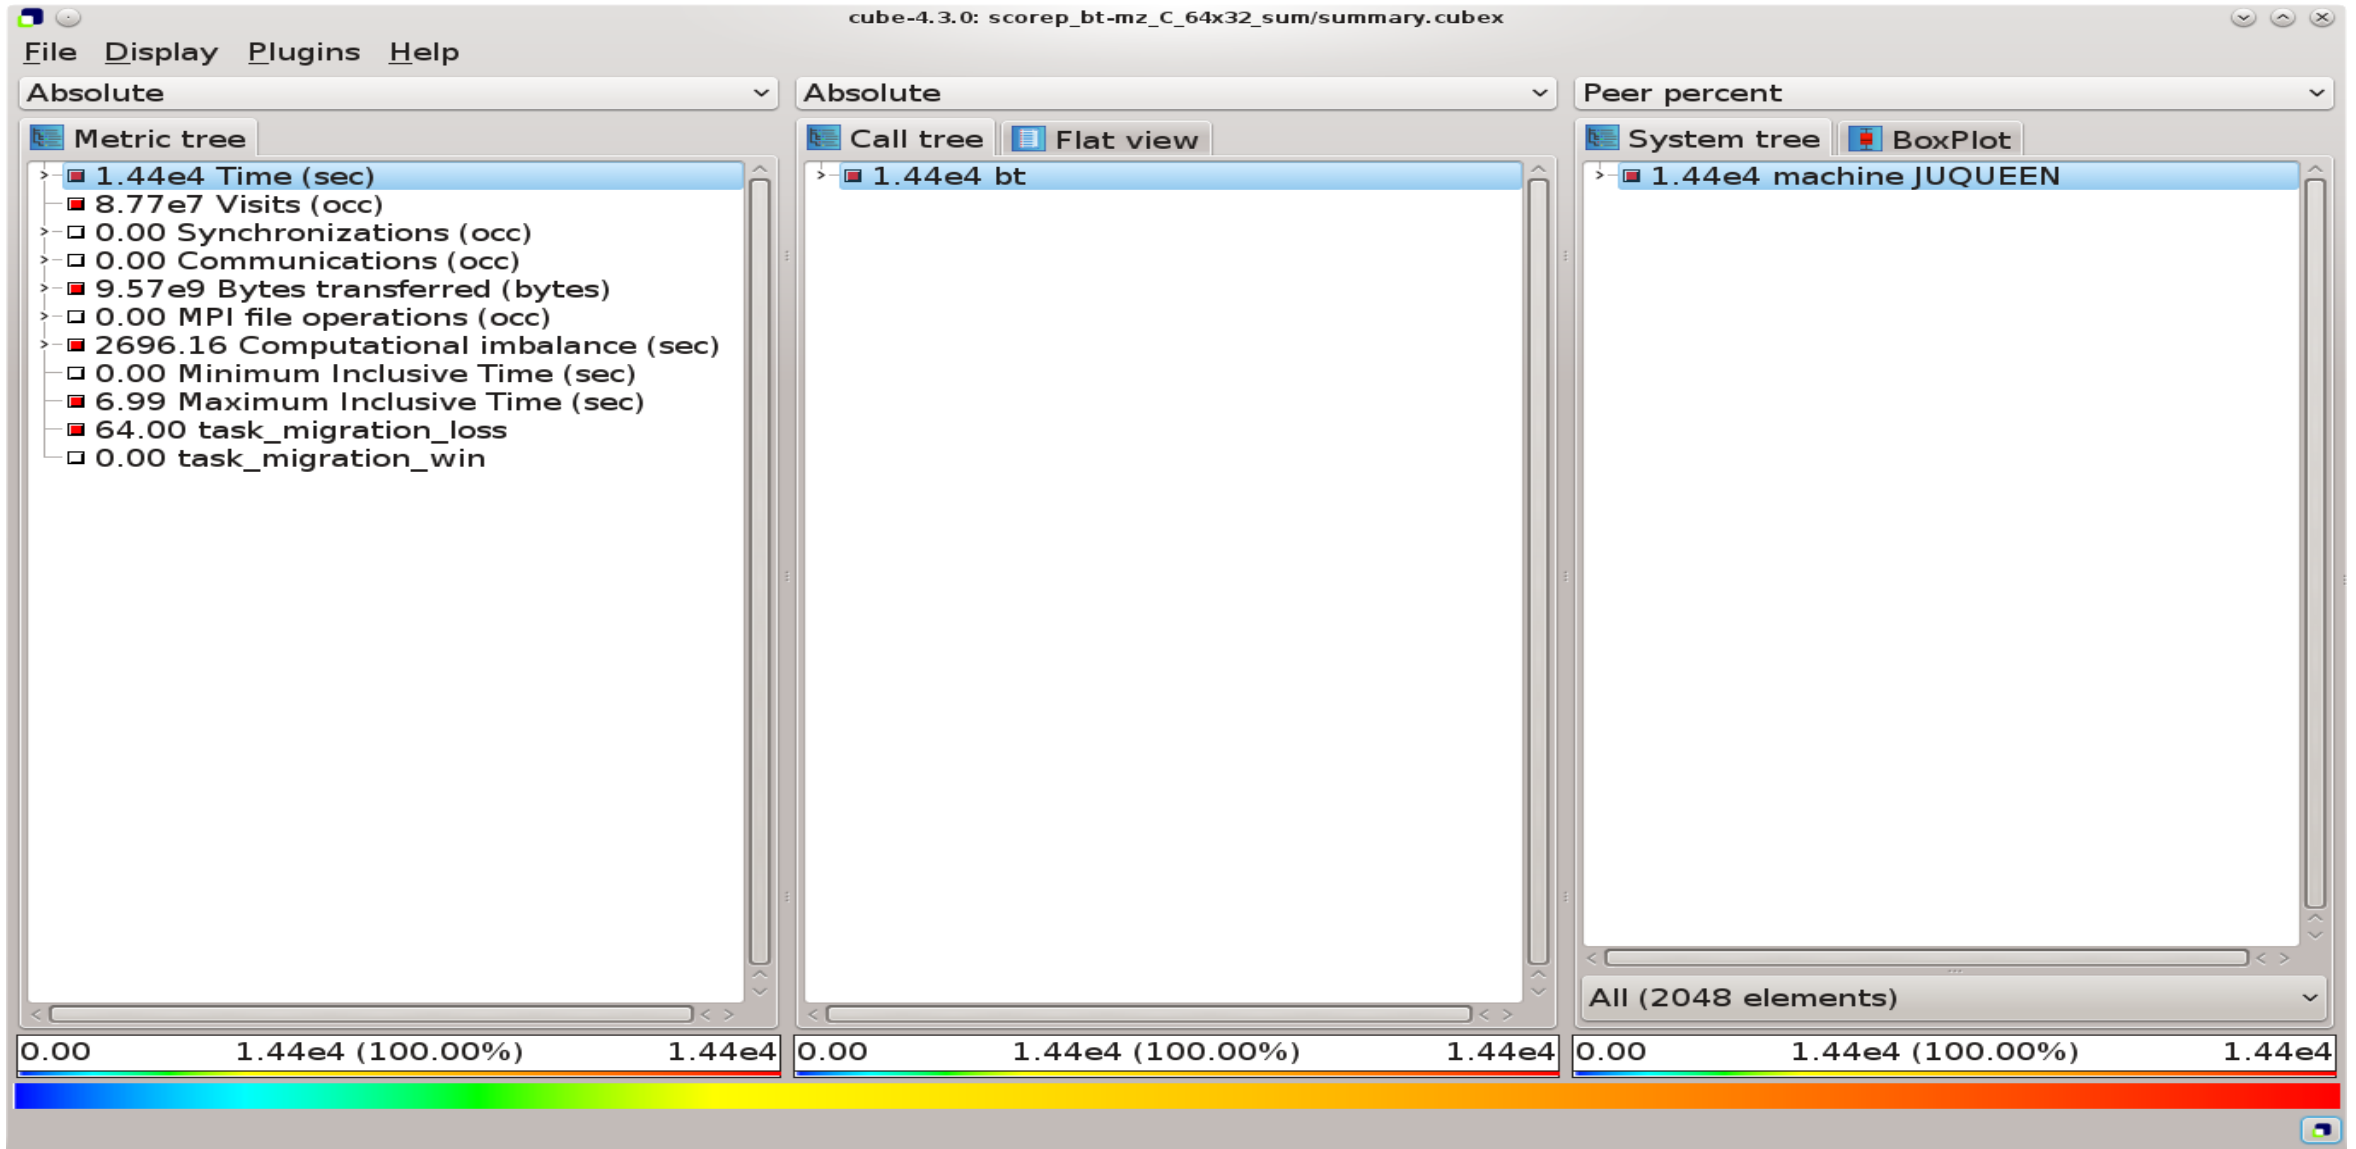 cube-4.3.0: scorep_bt-mz_C_64x32_sum/summary.cubex
File Display Plugins Help
Absolute
Metric tree
1.44e4 Time (sec)
8.77e7 Visits (occ)
0.00 Synchronizations (occ)
0.00 Communications (occ)
9.57e9 Bytes transferred (bytes)
0.00 MPI file operations (occ)
2696.16 Computational imbalance (sec)
0.00 Minimum Inclusive Time (sec)
6.99 Maximum Inclusive Time (sec)
64.00 task_migration_loss
0.00 task_migration_win
0.00 1.44e4 (100.00%) 1.44e4
Absolute
Call tree Flat view
1.44e4 bt
0.00 1.44e4 (100.00%) 1.44e4
Peer percent
System tree BoxPlot
1.44e4 machine JUQUEEN
All (2048 elements)
0.00 1.44e4 (100.00%) 1.44e4